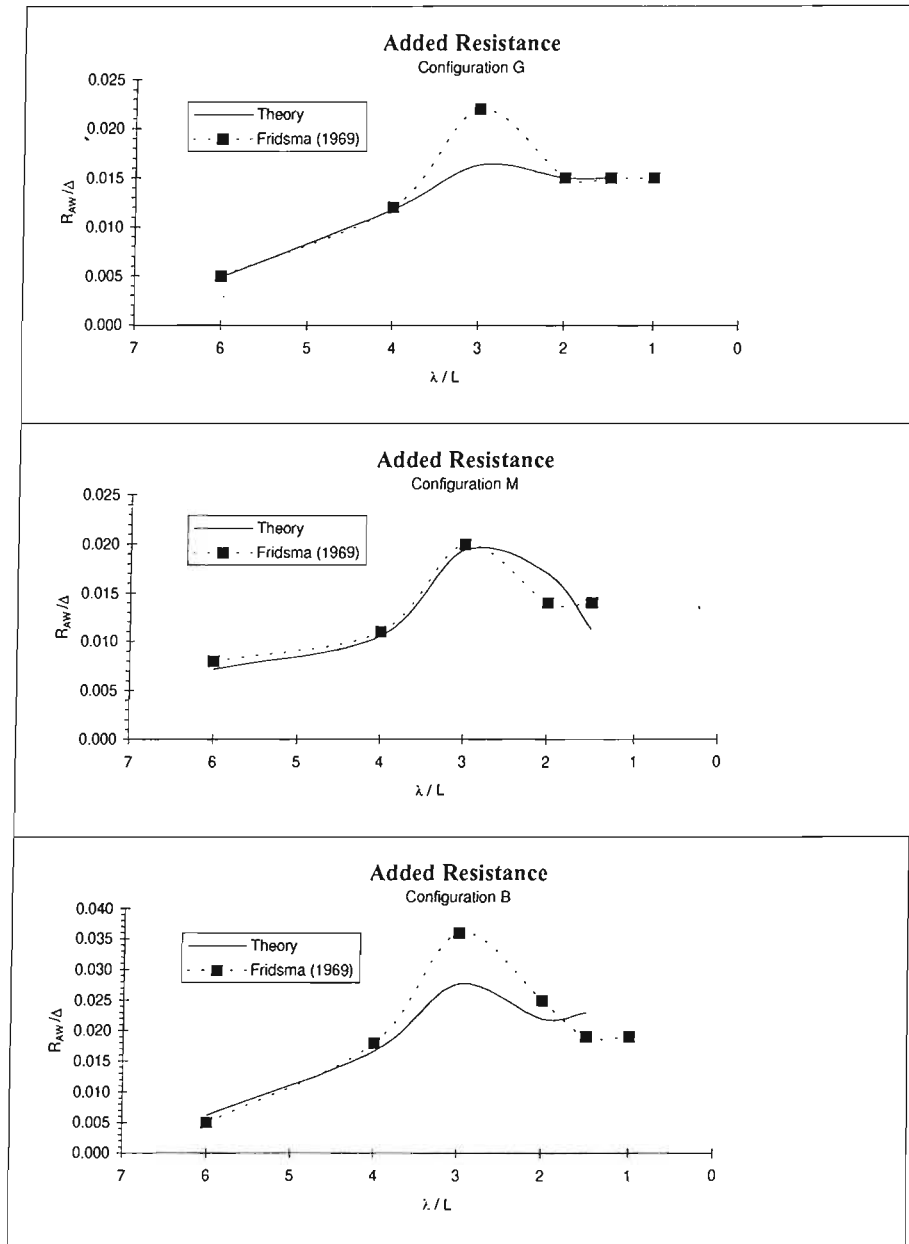 Added Resistance
Configuration G
0.025
0.020
0.015
0.010
0.005
0.000
R_AW/Δ
Theory
Fridsma (1969)
7 6 5 4 3 2 1 0
λ / L
Added Resistance
Configuration M
0.025
0.020
0.015
0.010
0.005
0.000
R_AW/Δ
Theory
Fridsma (1969)
7 6 5 4 3 2 1 0
λ / L
Added Resistance
Configuration B
0.040
0.035
0.030
0.025
0.020
0.015
0.010
0.005
0.000
R_AW/Δ
Theory
Fridsma (1969)
7 6 5 4 3 2 1 0
λ / L